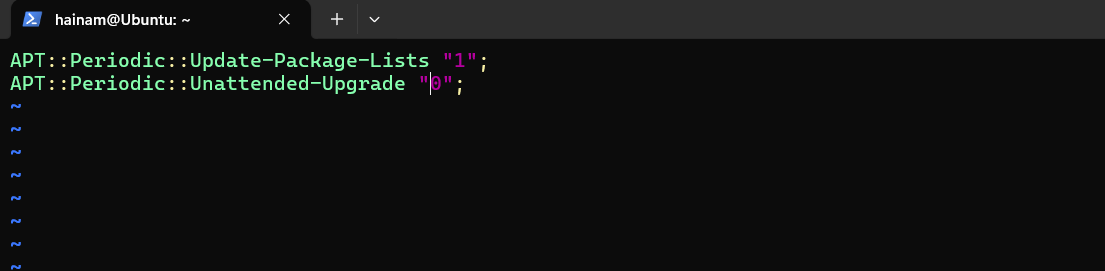 hainam@Ubuntu: ~
APT::Periodic::Update-Package-Lists "1";
APT::Periodic::Unattended-Upgrade "0";
~
~
~
~
~
~
~
~